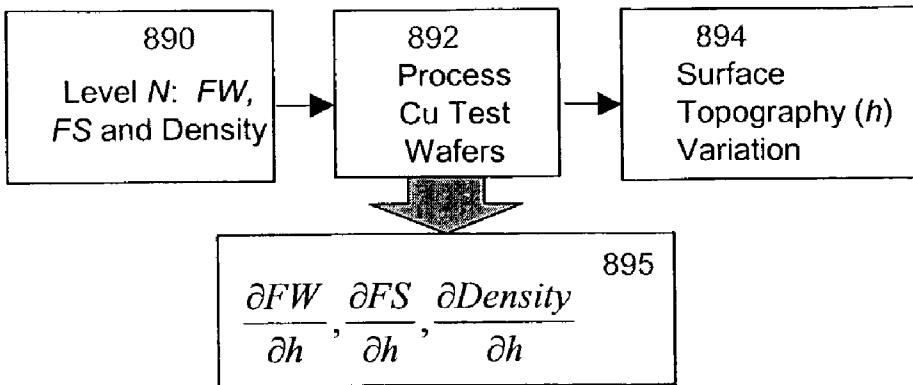 890
Level N: FW,
FS and Density
892
Process
Cu Test
Wafers
894
Surface
Topography (h)
Variation
895
∂FW/∂h, ∂FS/∂h, ∂Density/∂h